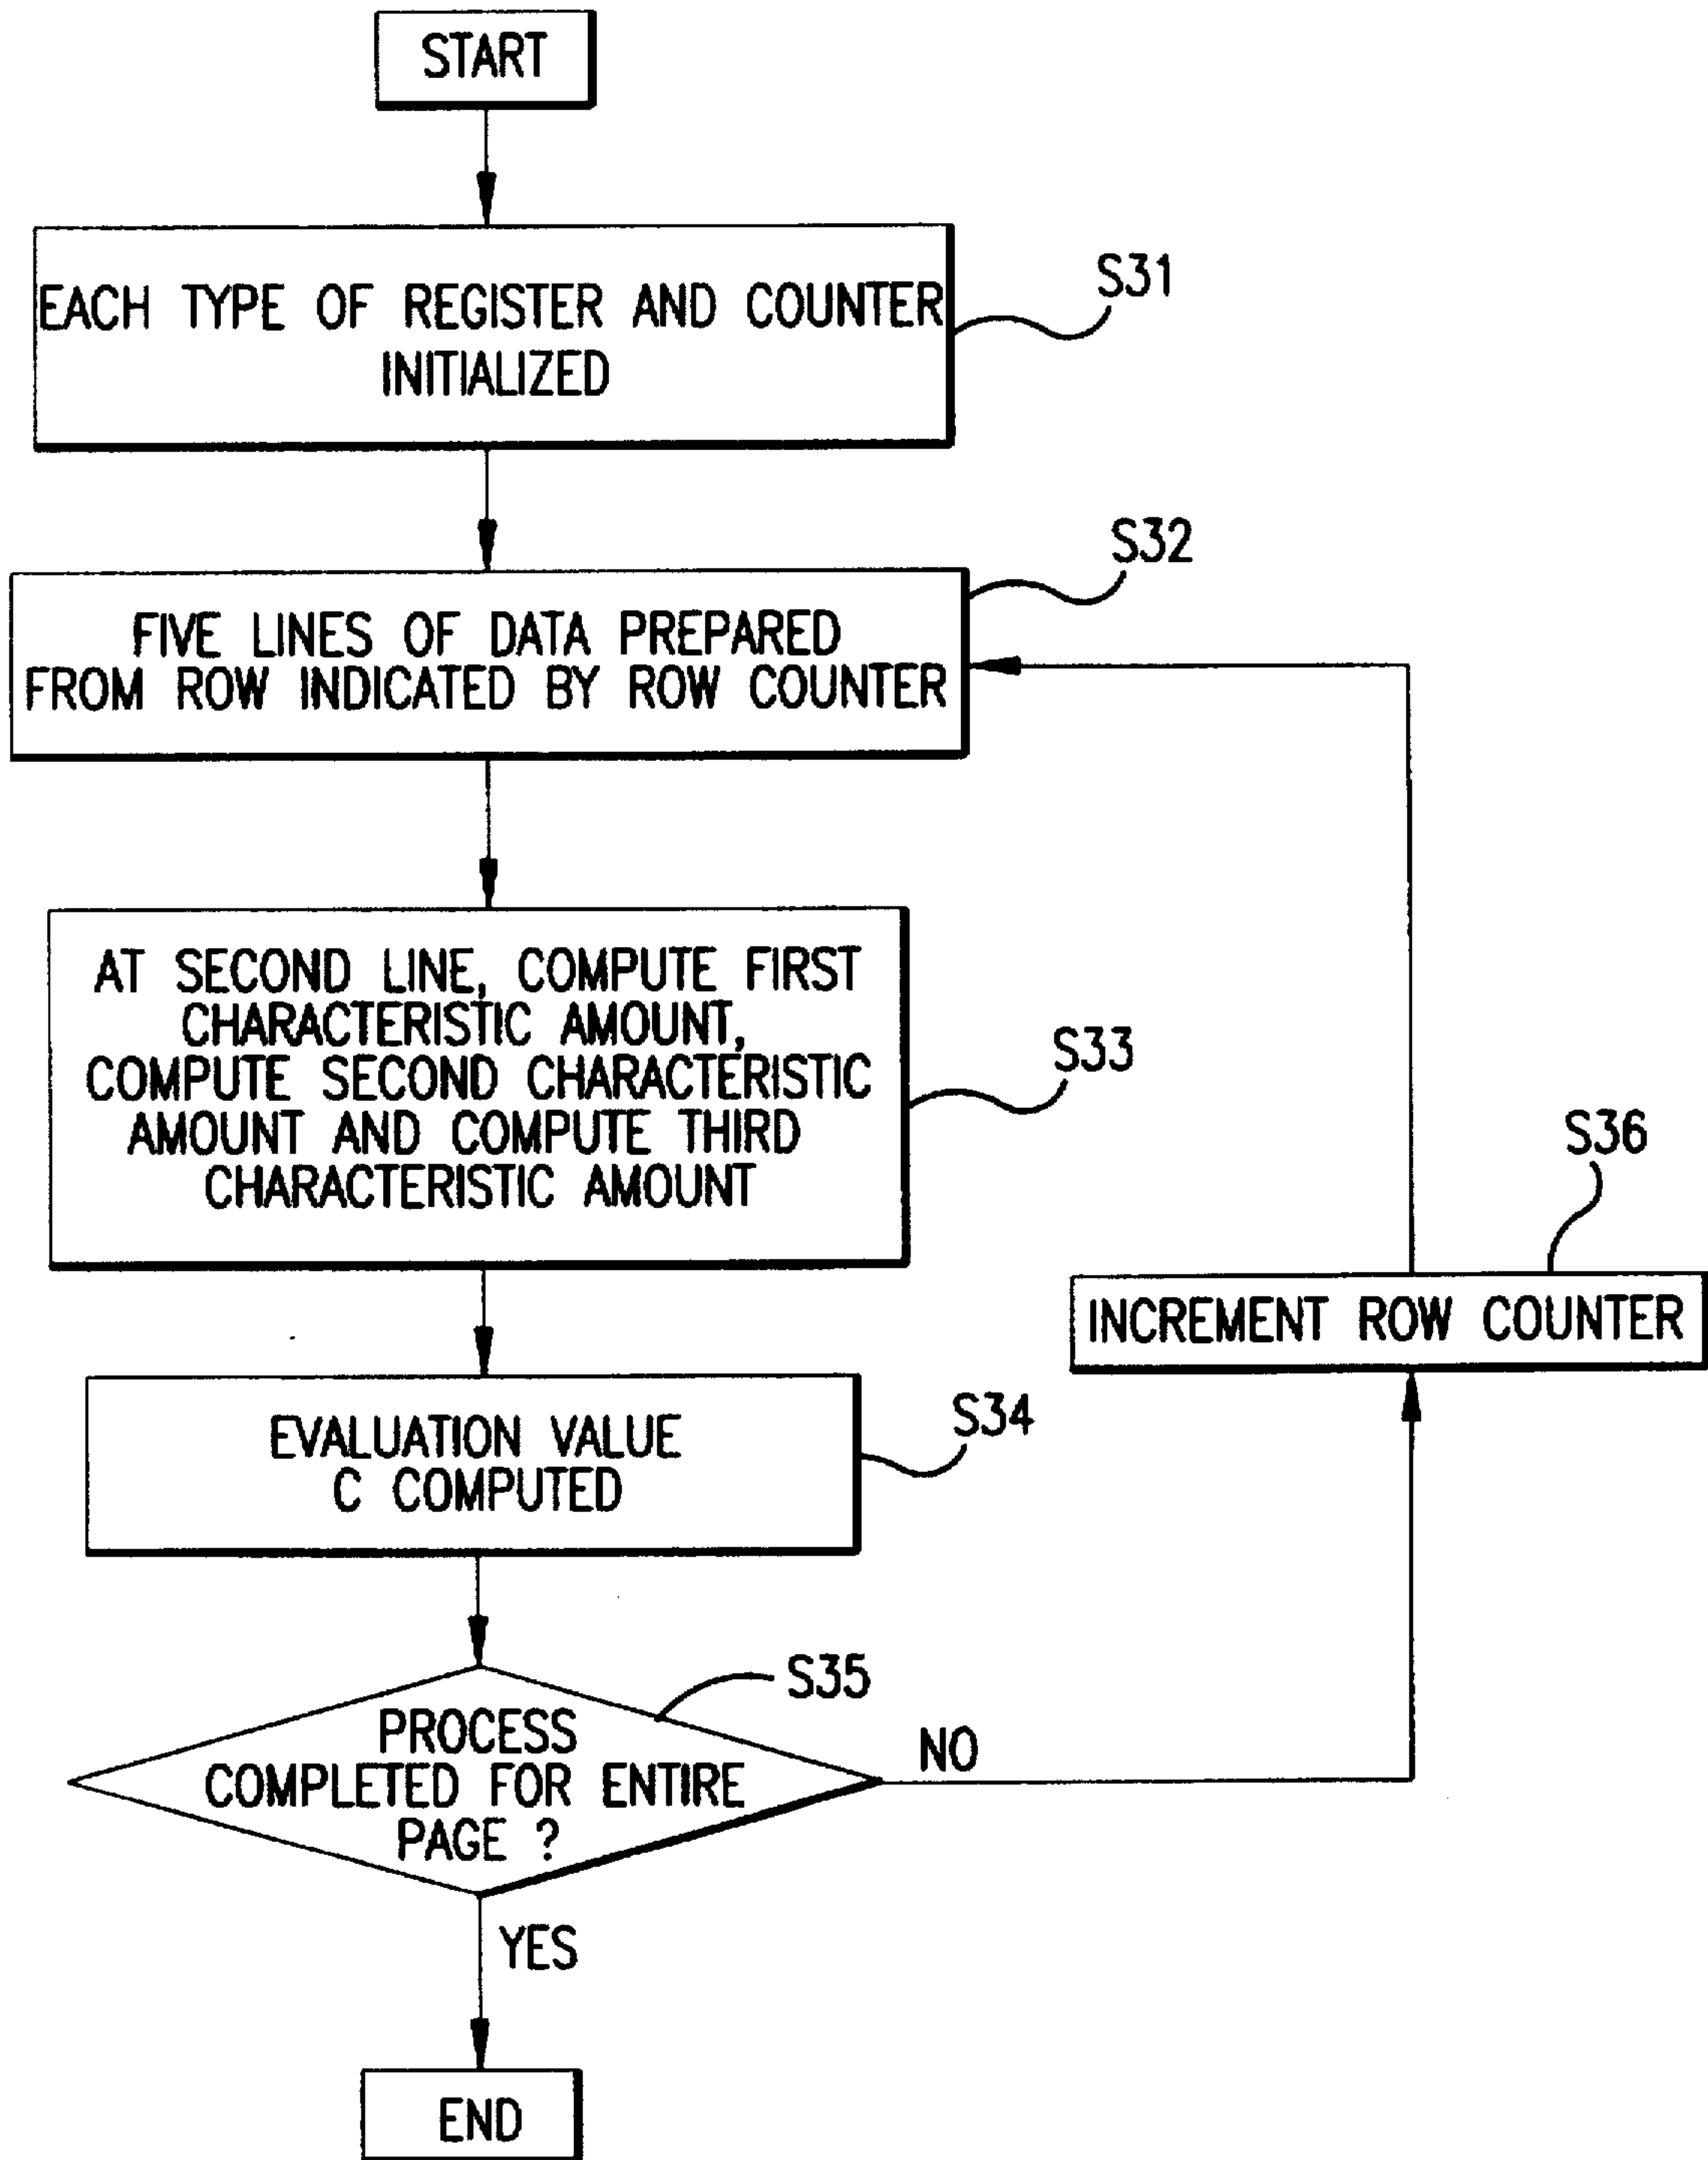 START
EACH TYPE OF REGISTER AND COUNTER
INITIALIZED
S31
FIVE LINES OF DATA PREPARED
FROM ROW INDICATED BY ROW COUNTER
S32
AT SECOND LINE, COMPUTE FIRST
CHARACTERISTIC AMOUNT,
COMPUTE SECOND CHARACTERISTIC
AMOUNT AND COMPUTE THIRD
CHARACTERISTIC AMOUNT
S33
S36
INCREMENT ROW COUNTER
EVALUATION VALUE
C COMPUTED
S34
S35
PROCESS
COMPLETED FOR ENTIRE
PAGE ?
NO
YES
END